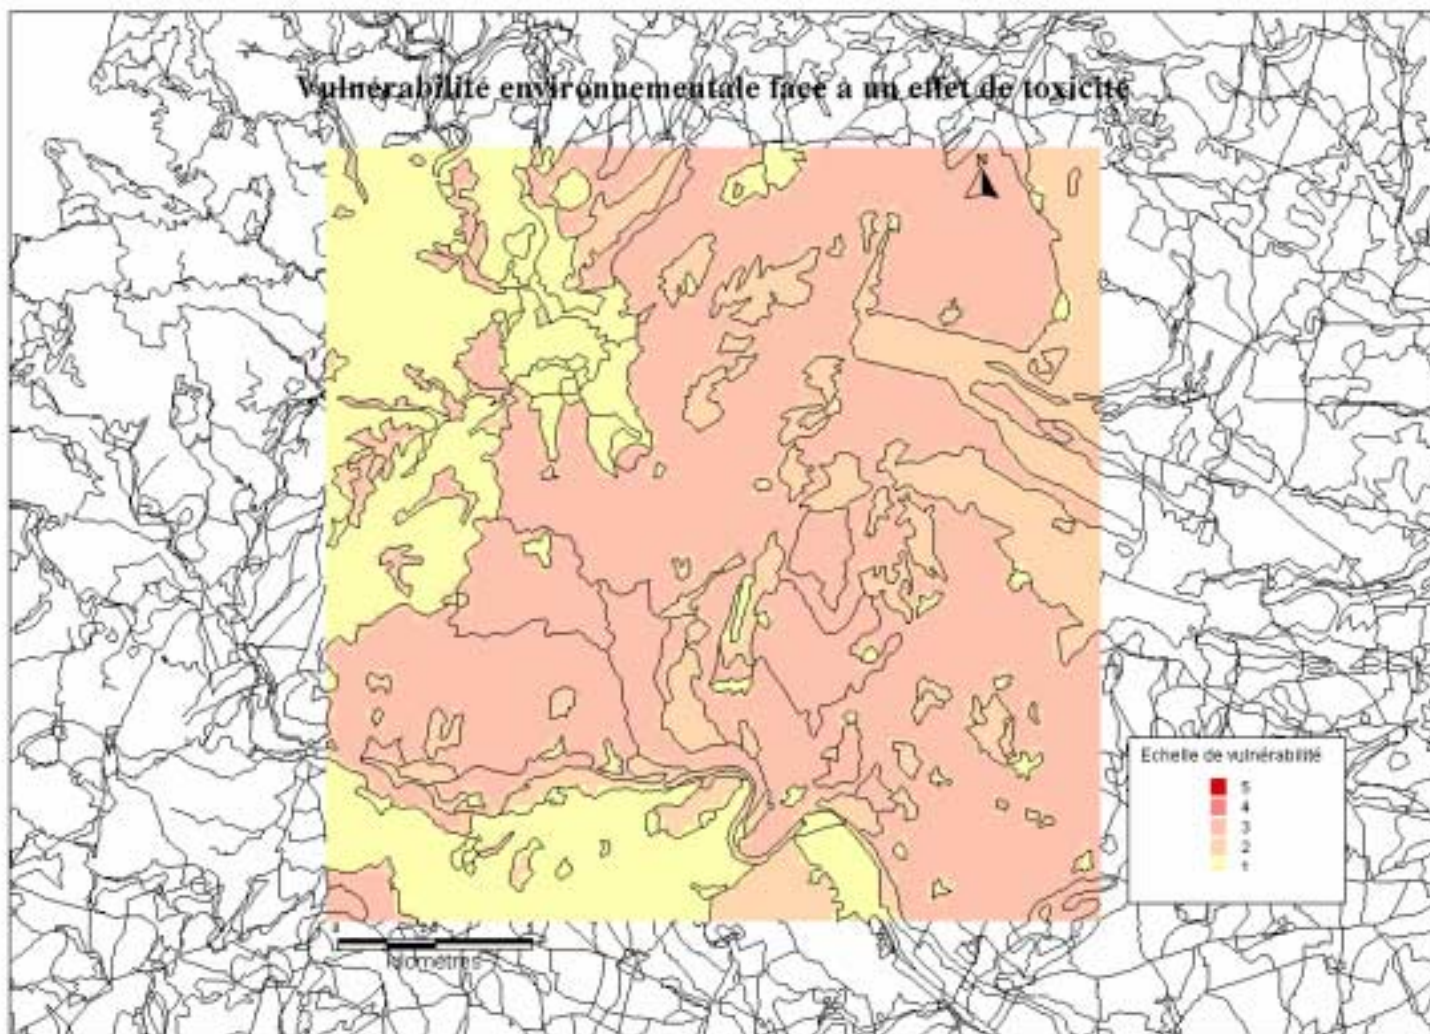 Vulnérabilité environnementale face à un effet de toxicité
N
Echelle de vulnérabilité
5
4
3
2
1
Kilomètres